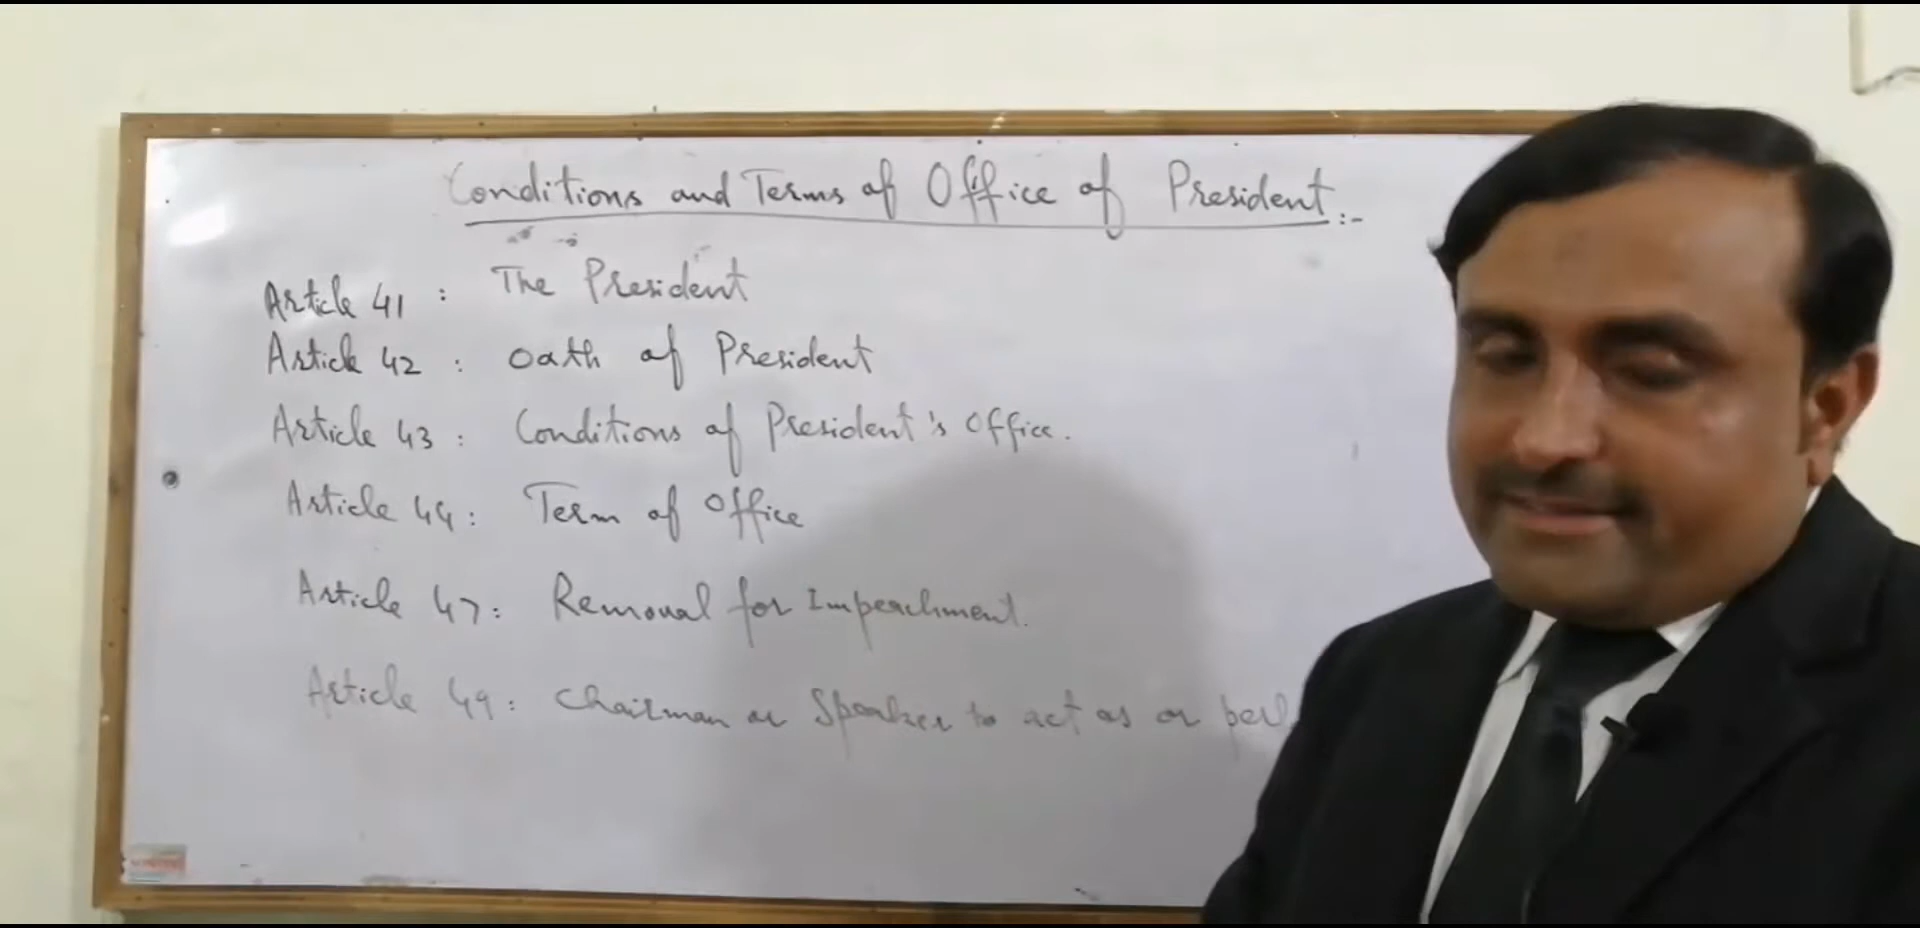 Conditions and Terms of Office of President :-
Article 41 : The President
Article 42 : Oath of President
Article 43 : Conditions of President's Office.
Article 44 : Term of Office
Article 47 : Removal for Impeachment.
Article 49 : Chairman or Speaker to act as or